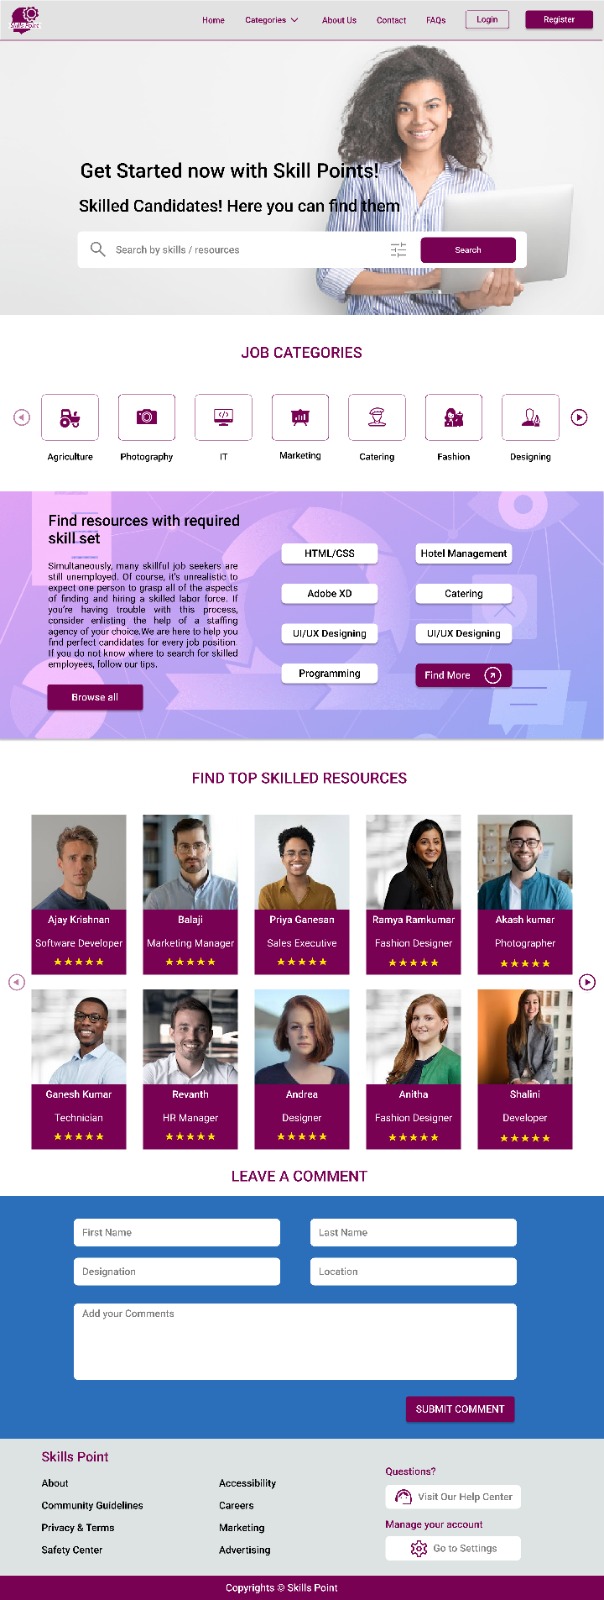 Home Categories About Us Contact FAQs Login Register
Get Started now with Skill Points!
Skilled Candidates! Here you can find them
Search by skills / resources Search
JOB CATEGORIES
Agriculture Photography IT Marketing Catering Fashion Designing
Find resources with required
skill set
Simultaneously, many skillful job seekers are
still unemployed. Of course, it's unrealistic to
expect one person to grasp all of the aspects
of finding and hiring a skilled labor force. If
you're having trouble with this process,
consider enlisting the help of a staffing
agency of your choice.We are here to help you
find perfect candidates for every job position.
If you do not know where to search for skilled
employees, follow our tips.
Browse all
HTML/CSS Hotel Management
Adobe XD Catering
UI/UX Designing UI/UX Designing
Programming Find More
FIND TOP SKILLED RESOURCES
Ajay Krishnan Balaji Priya Ganesan Ramya Ramkumar Akash kumar
Software Developer Marketing Manager Sales Executive Fashion Designer Photographer
Ganesh Kumar Revanth Andrea Anitha Shalini
Technician HR Manager Designer Fashion Designer Developer
LEAVE A COMMENT
First Name Last Name
Designation Location
Add your Comments
SUBMIT COMMENT
Skills Point
About
Community Guidelines
Privacy & Terms
Safety Center
Accessibility
Careers
Marketing
Advertising
Questions?
Visit Our Help Center
Manage your account
Go to Settings
Copyrights © Skills Point